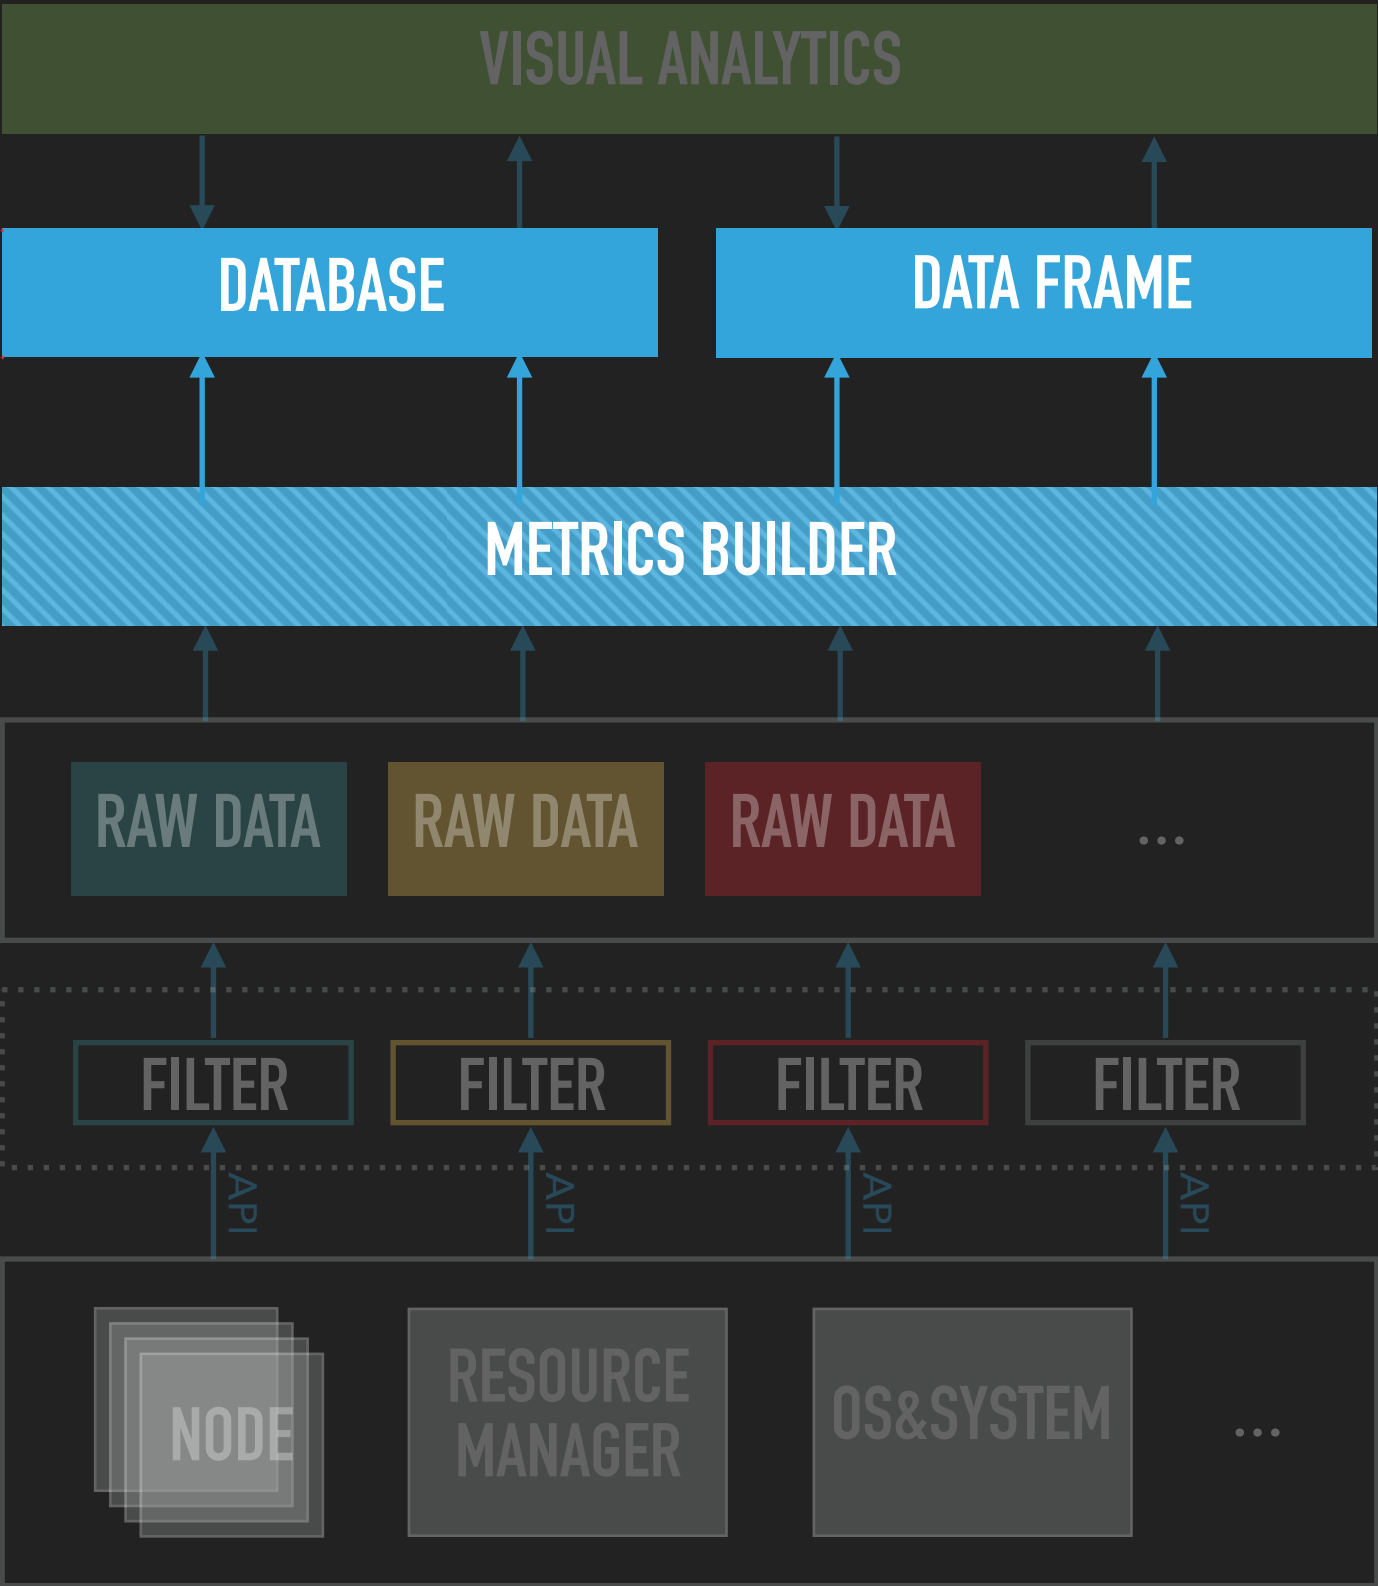 VISUAL ANALYTICS
DATABASE
DATA FRAME
METRICS BUILDER
RAW DATA
RAW DATA
RAW DATA
...
FILTER
FILTER
FILTER
FILTER
API
API
API
API
NODE
RESOURCE
MANAGER
OS&SYSTEM
...